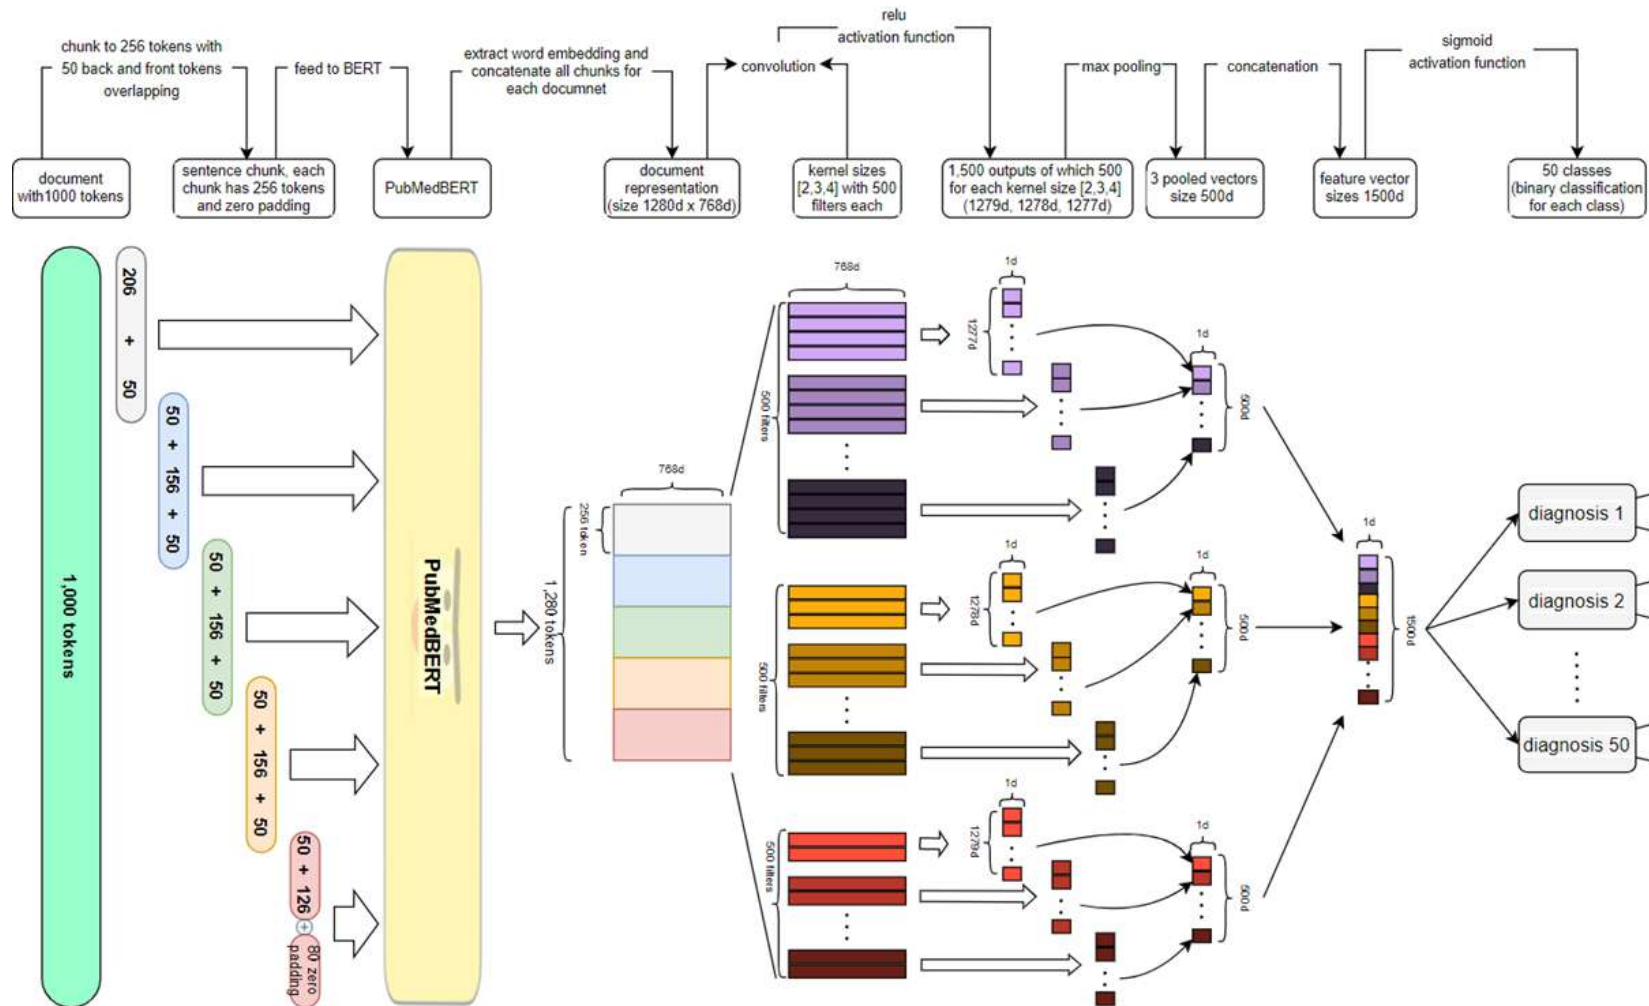 relu
activation function
chunk to 256 tokens with
50 back and front tokens
overlapping
feed to BERT
extract word embedding and
concatenate all chunks for
each documnet
convolution
max pooling
concatenation
sigmoid
activation function
document
with1000 tokens
sentence chunk, each
chunk has 256 tokens
and zero padding
PubMedBERT
document
representation
(size 1280d x 768d)
kernel sizes
[2,3,4] with 500
filters each
1,500 outputs of which 500
for each kernel size [2,3,4]
(1279d, 1278d, 1277d)
3 pooled vectors
size 500d
feature vector
sizes 1500d
50 classes
(binary classification
for each class)
1,000 tokens
206 + 50
50 + 156 + 50
50 + 156 + 50
50 + 156 + 50
50 + 126
+
80 zero
padding
PubMedBERT
768d
256 token
1,280 tokens
768d
500 filters
1d
1277d
1d
500d
500 filters
1d
1278d
1d
500d
500 filters
1d
1279d
1d
500d
1d
1500d
diagnosis 1
diagnosis 2
diagnosis 50